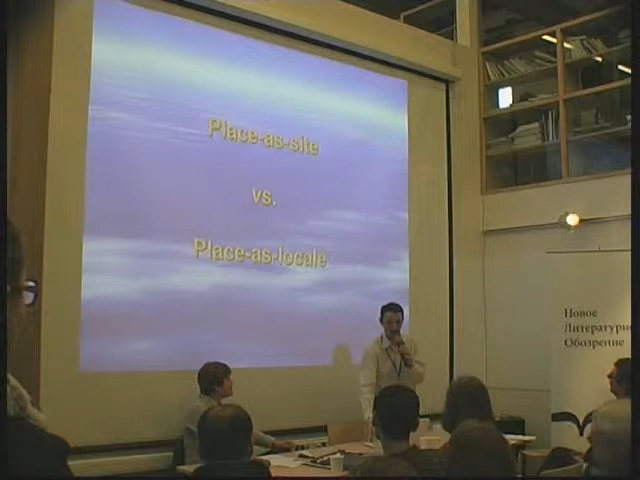 Place-as-site
vs.
Place-as-locale
Новое
Литературн
Обозрение